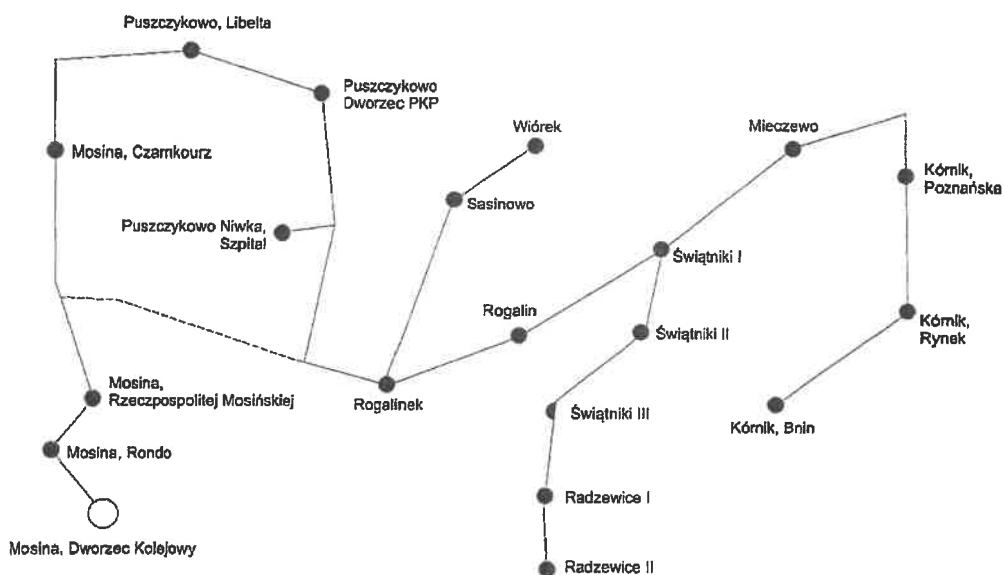 Puszczykowo, Libelta
Puszczykowo
Dworzec PKP
Wiórek
Mieczewo
Mosina, Czarnkourz
Kórnik,
Poznańska
Sasinowo
Puszczykowo Niwka,
Szpital
Świątniki I
Rogalin
Świątniki II
Kórnik,
Rynek
Mosina,
Rzeczpospolitej Mosińskiej
Rogalinek
Świątniki III
Kórnik, Bnin
Mosina, Rondo
Radzewice I
Mosina, Dworzec Kolejowy
Radzewice II